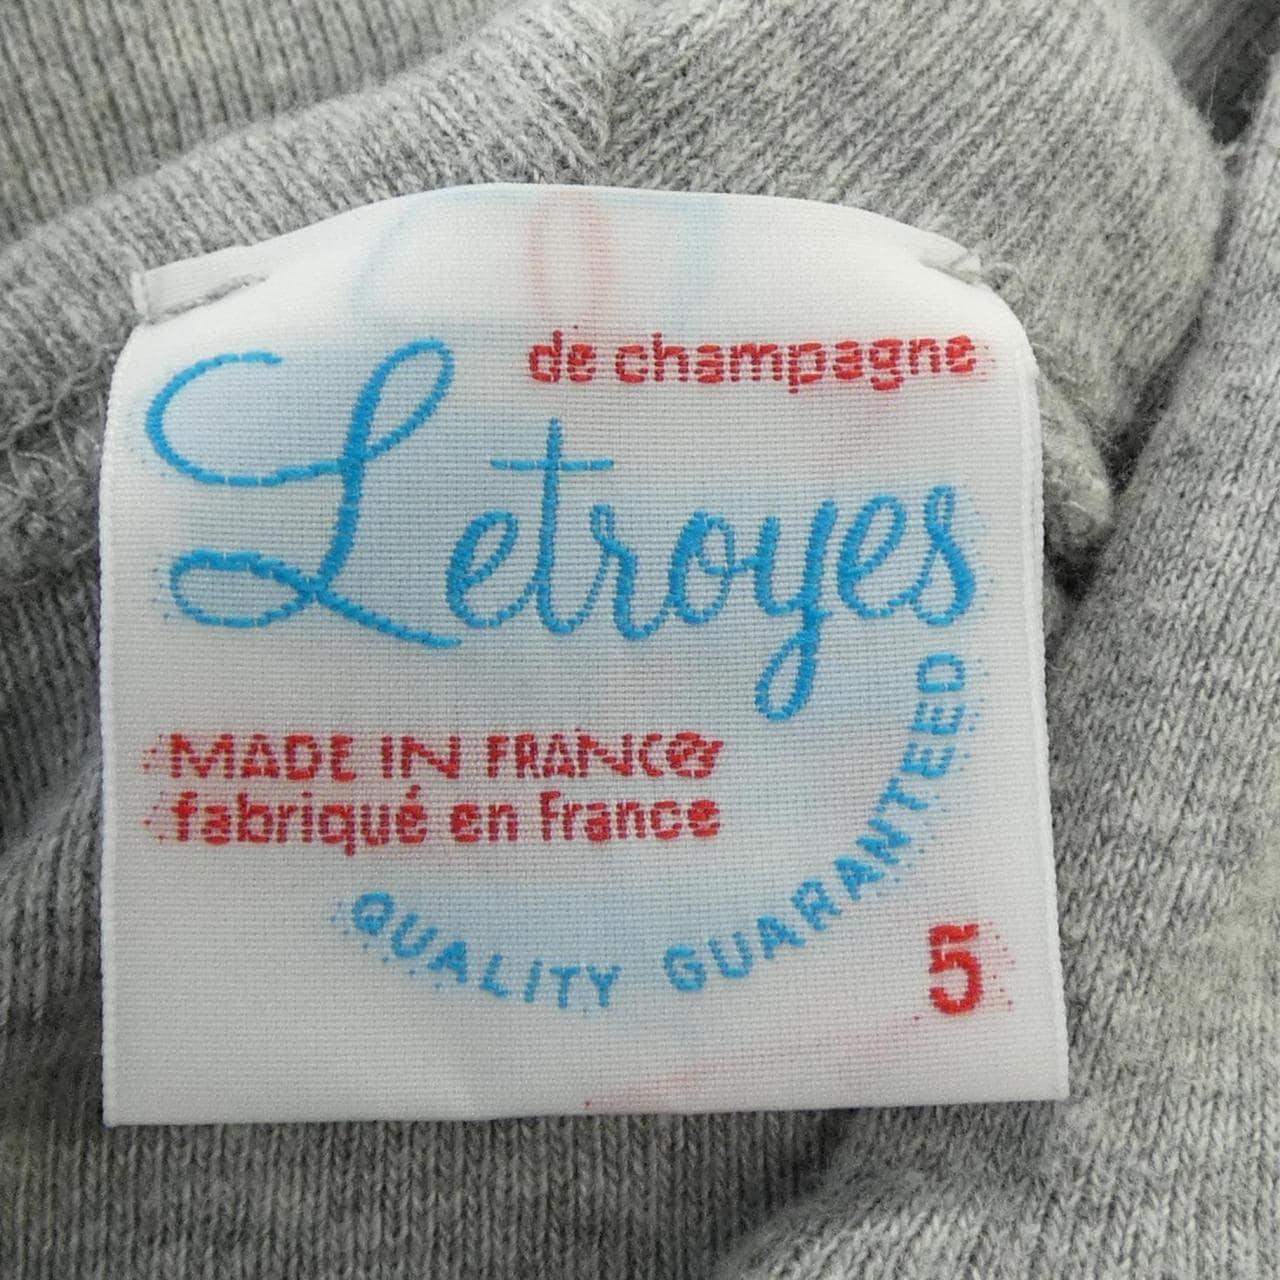 de champagne
Letroyes
MADE IN FRANCE
fabriqué en France
QUALITY GUARANTEED
5